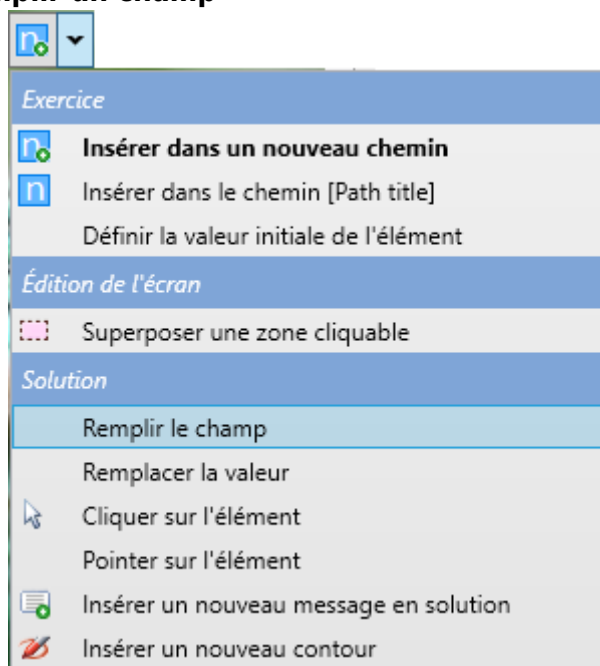 un champ
Exercice
Insérer dans un nouveau chemin
Insérer dans le chemin [Path title]
Définir la valeur initiale de l'élément
Édition de l'écran
Superposer une zone cliquable
Solution
Remplir le champ
Remplacer la valeur
Cliquer sur l'élément
Pointer sur l'élément
Insérer un nouveau message en solution
Insérer un nouveau contour